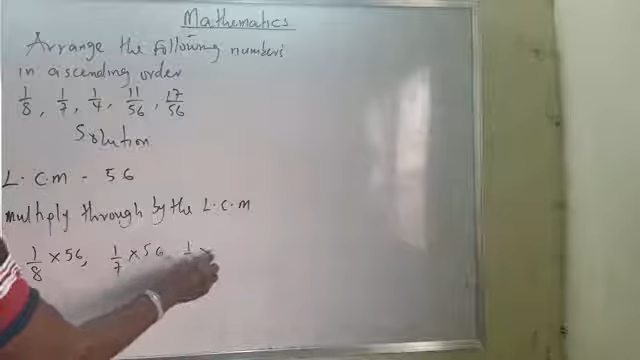 Mathematics
Arrange the following numbers
in ascending order
1/8, 1/7, 1/4, 11/56, 17/56
Solution
L.C.M - 56
multiply through by the L.C.M
1/8 × 56, 1/7 × 56 1/ ×